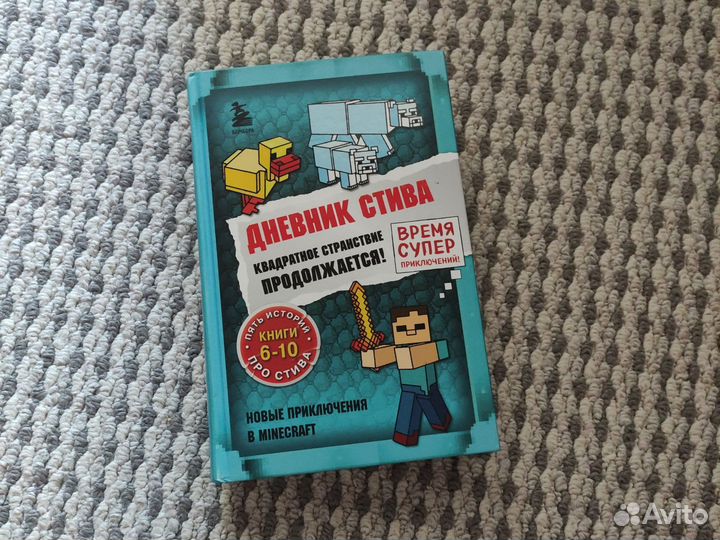 БОМБОРА
ДНЕВНИК СТИВА
КВАДРАТНОЕ СТРАНСТВИЕ
ПРОДОЛЖАЕТСЯ!
ВРЕМЯ
СУПЕР
ПРИКЛЮЧЕНИЙ!
ПЯТЬ ИСТОРИЙ
КНИГИ
6-10
ПРО СТИВА
НОВЫЕ ПРИКЛЮЧЕНИЯ
В MINECRAFT
Avito